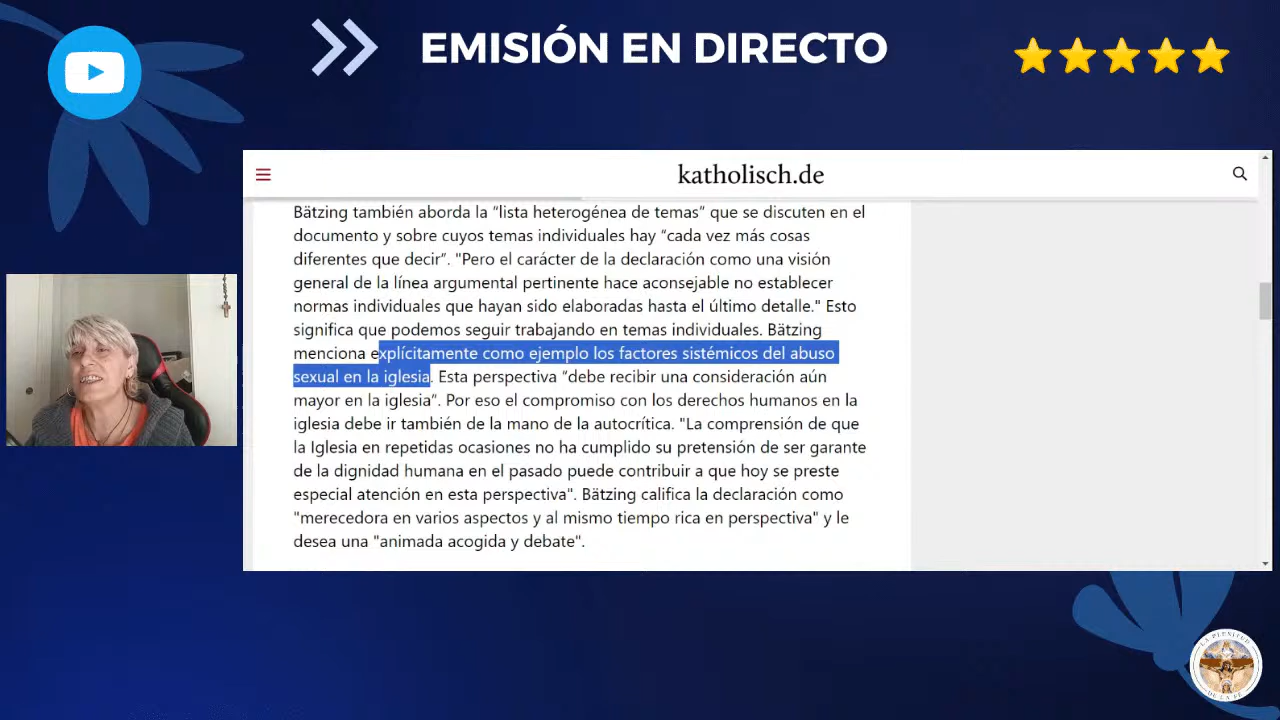 EMISIÓN EN DIRECTO
katholisch.de
Bätzing también aborda la “lista heterogénea de temas” que se discuten en el
documento y sobre cuyos temas individuales hay “cada vez más cosas
diferentes que decir”. "Pero el carácter de la declaración como una visión
general de la línea argumental pertinente hace aconsejable no establecer
normas individuales que hayan sido elaboradas hasta el último detalle." Esto
significa que podemos seguir trabajando en temas individuales. Bätzing
menciona explícitamente como ejemplo los factores sistémicos del abuso
sexual en la iglesia. Esta perspectiva “debe recibir una consideración aún
mayor en la iglesia”. Por eso el compromiso con los derechos humanos en la
iglesia debe ir también de la mano de la autocrítica. "La comprensión de que
la Iglesia en repetidas ocasiones no ha cumplido su pretensión de ser garante
de la dignidad humana en el pasado puede contribuir a que hoy se preste
especial atención en esta perspectiva". Bätzing califica la declaración como
"merecedora en varios aspectos y al mismo tiempo rica en perspectiva" y le
desea una "animada acogida y debate".
LA PLENITUD
DE LA FE